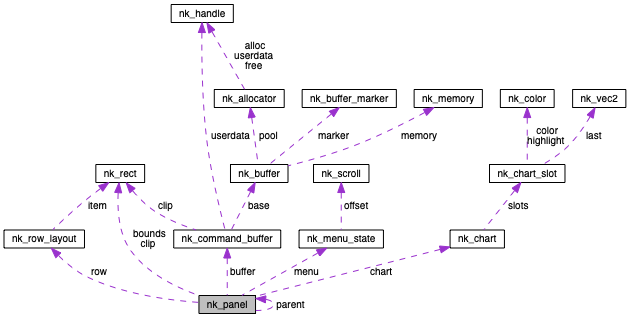 nk_handle
alloc
userdata
free
nk_allocator
nk_buffer_marker
nk_memory
nk_color
nk_vec2
userdata
pool
marker
memory
color
highlight
last
nk_rect
nk_buffer
nk_scroll
nk_chart_slot
item
clip
base
offset
slots
bounds
clip
nk_row_layout
nk_command_buffer
nk_menu_state
nk_chart
row
buffer
menu
chart
nk_panel
parent